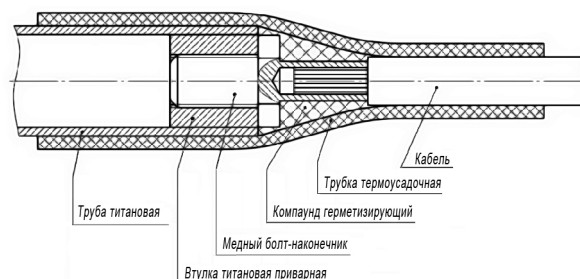 Кабель
Трубка термоусадочная
Труба титановая
Компаунд герметизирующий
Медный болт-наконечник
Втулка титановая приварная